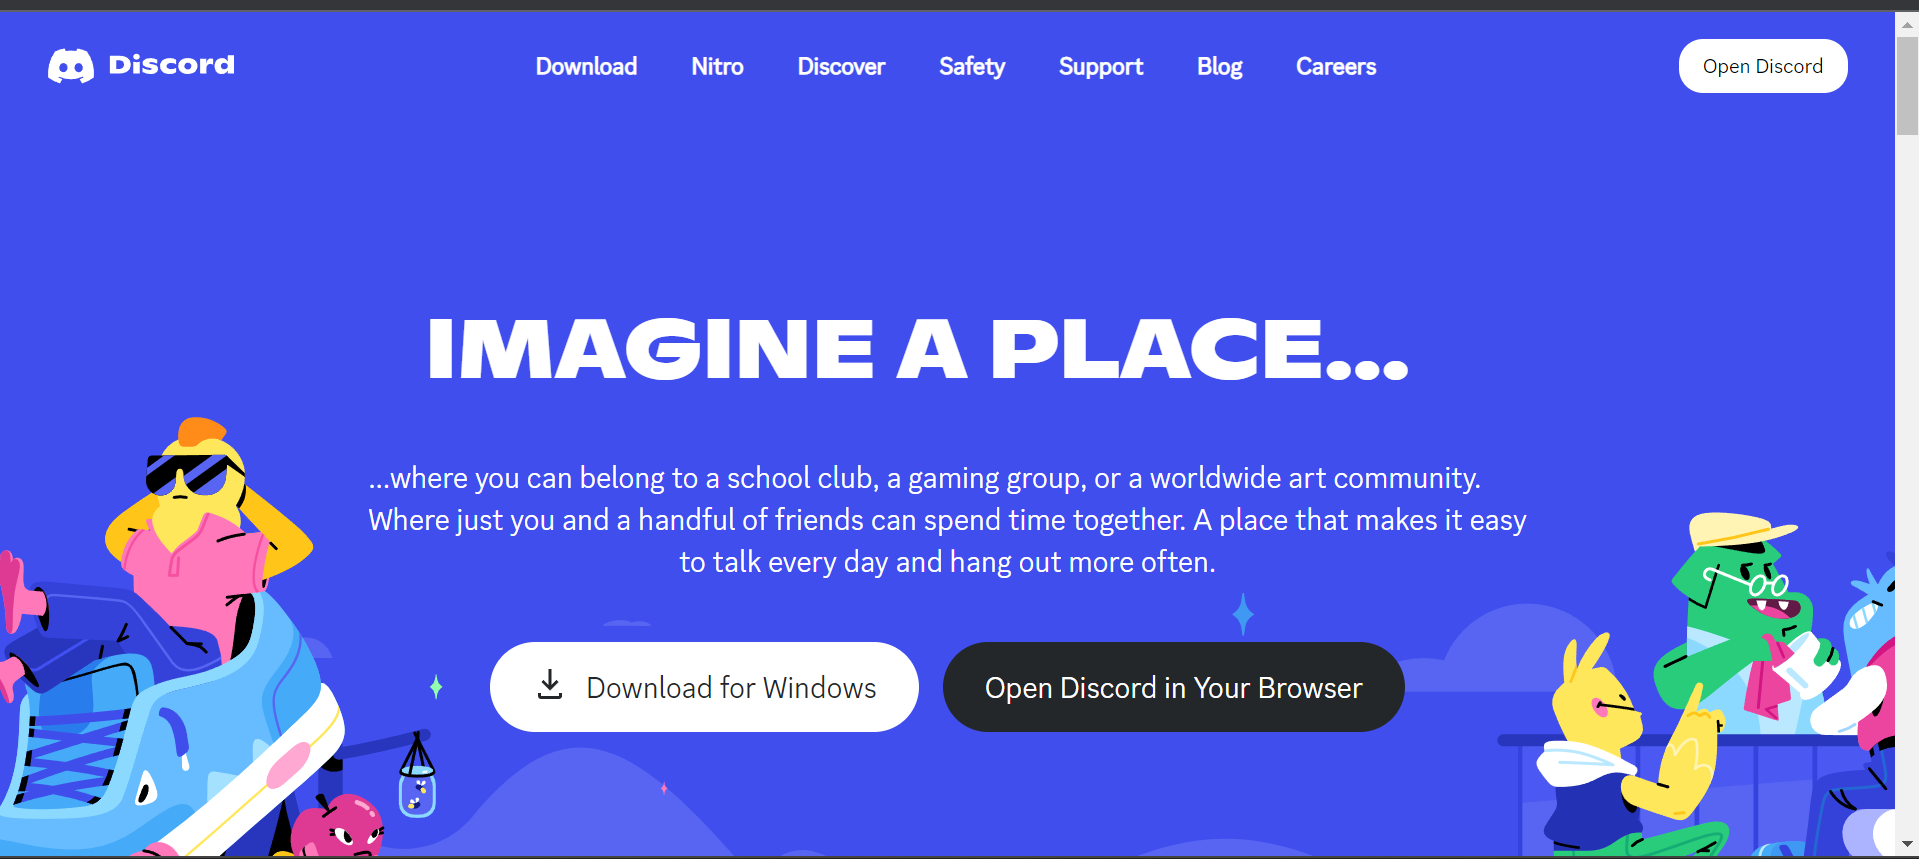 Discord
Download Nitro Discover Safety Support Blog Careers
Open Discord
IMAGINE A PLACE...
...where you can belong to a school club, a gaming group, or a worldwide art community.
Where just you and a handful of friends can spend time together. A place that makes it easy
to talk every day and hang out more often.
Download for Windows
Open Discord in Your Browser